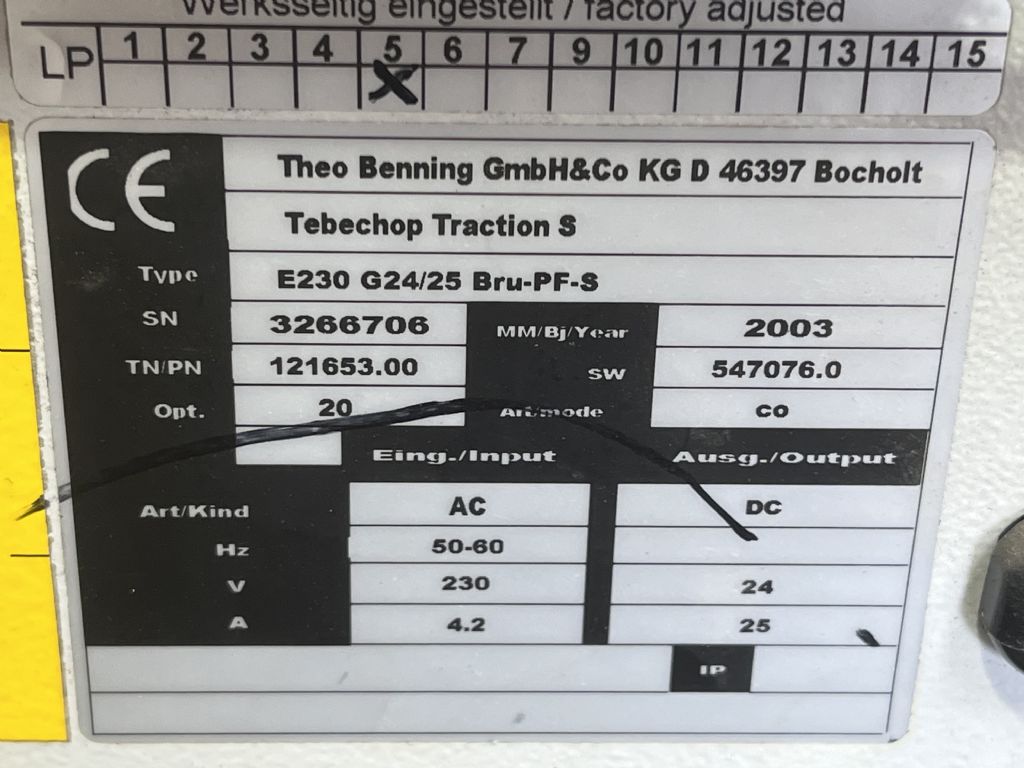 Werksseitig eingestellt / factory adjusted
LP 1 2 3 4 5 6 7 9 10 11 12 13 14 15
X
CE Theo Benning GmbH&Co KG D 46397 Bocholt
Tebechop Traction S
Type E230 G24/25 Bru-PF-S
SN 3266706 MM/Bj/Year 2003
TN/PN 121653.00 SW 547076.0
Opt. 20 Art/mode co
Eing./Input Ausg./Output
Art/Kind AC DC
Hz 50-60
V 230 24
A 4.2 25
IP